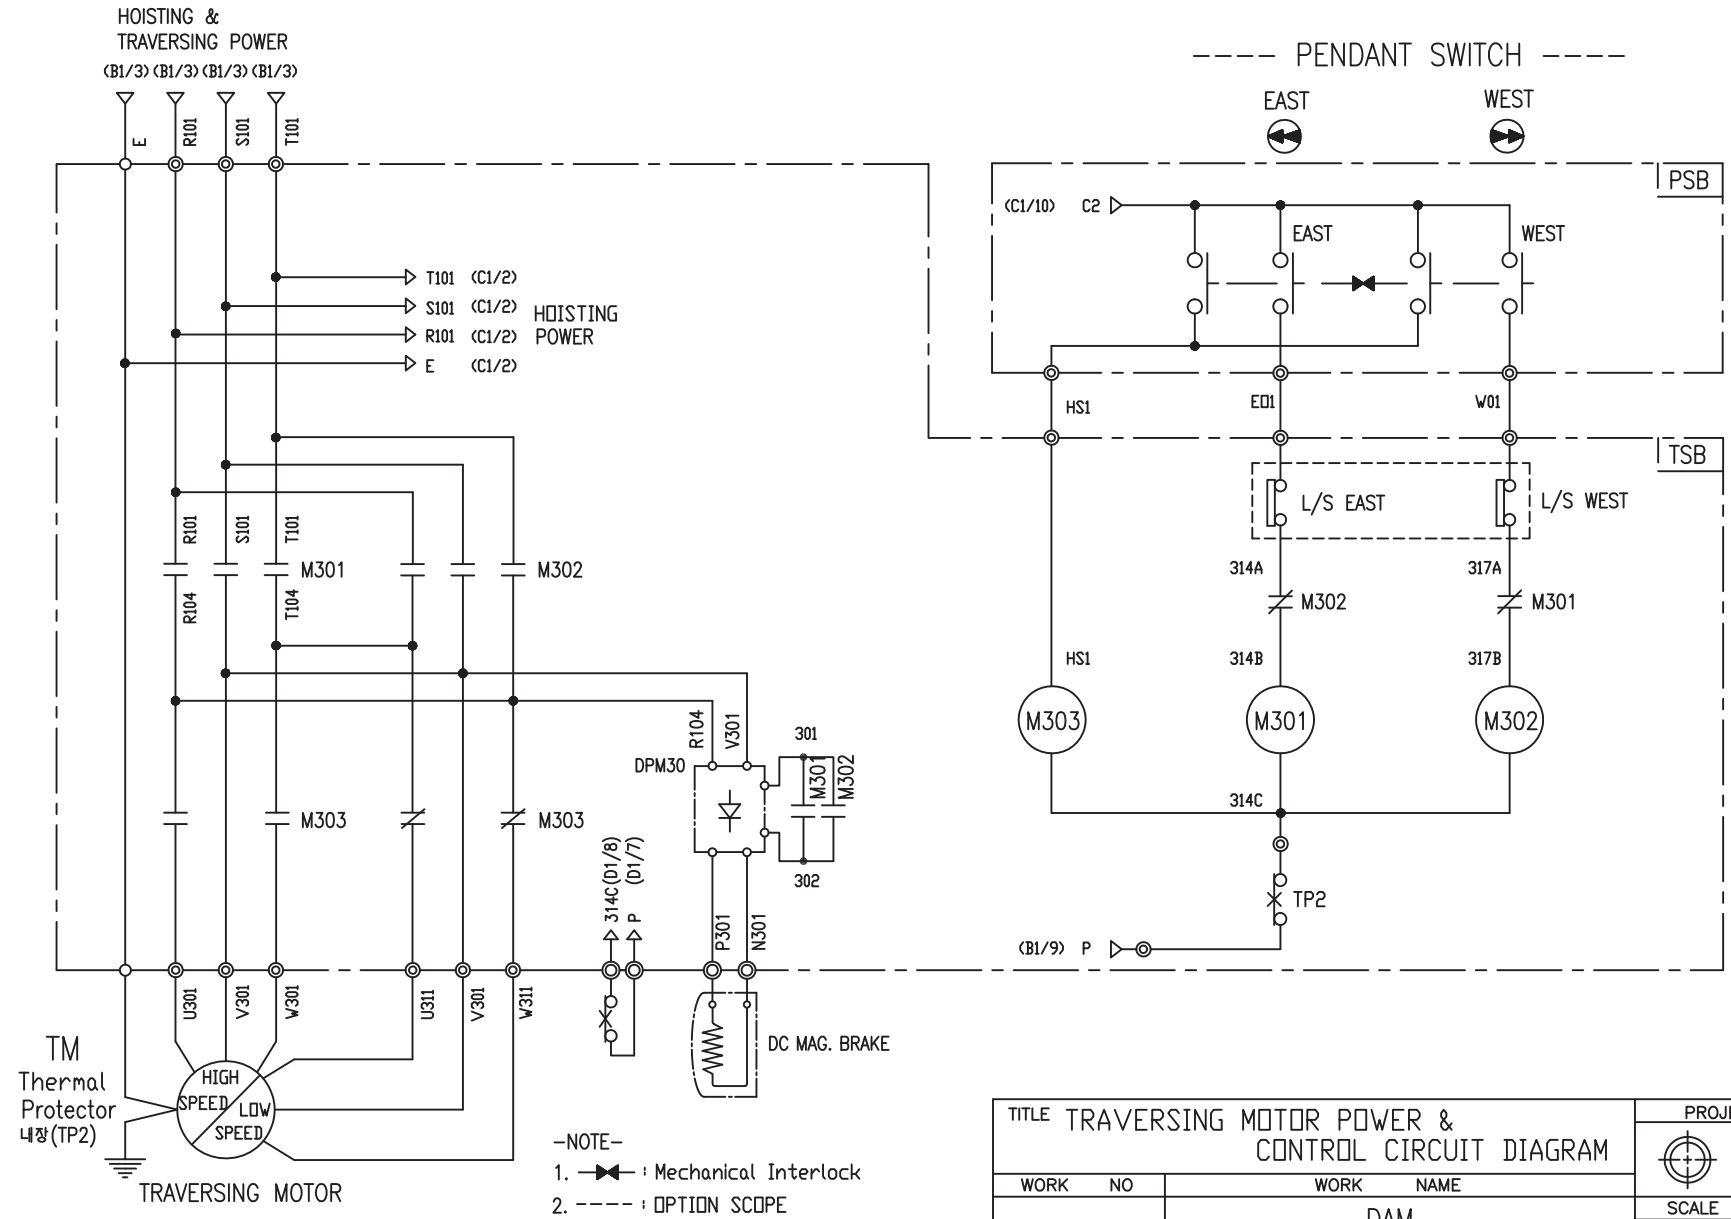 HOISTING &
TRAVERSING POWER
(B1/3) (B1/3) (B1/3) (B1/3)
E
R101
S101
T101
T101 (C1/2)
S101 (C1/2)
HOISTING
R101 (C1/2)
POWER
E (C1/2)
R101
S101
T101
M301
M302
R104
T104
M303
M303
R104
V301
DPM30
301
M301
M302
302
314C(D1/8)
P (D1/7)
P301
N301
U301
V301
W301
U311
V301
W311
DC MAG. BRAKE
TM
Thermal
Protector
내장(TP2)
HIGH
SPEED
LOW
SPEED
TRAVERSING MOTOR
-NOTE-
1. : Mechanical Interlock
2. ---- : OPTION SCOPE
---- PENDANT SWITCH ----
EAST
WEST
PSB
(C1/10) C2
EAST
WEST
HS1
E01
W01
TSB
L/S EAST
L/S WEST
314A
317A
M302
M301
HS1
314B
317B
M303
M301
M302
314C
TP2
(B1/9) P
TITLE TRAVERSING MOTOR POWER &
CONTROL CIRCUIT DIAGRAM
PROJE
WORK NO
WORK NAME
SCALE
DAM